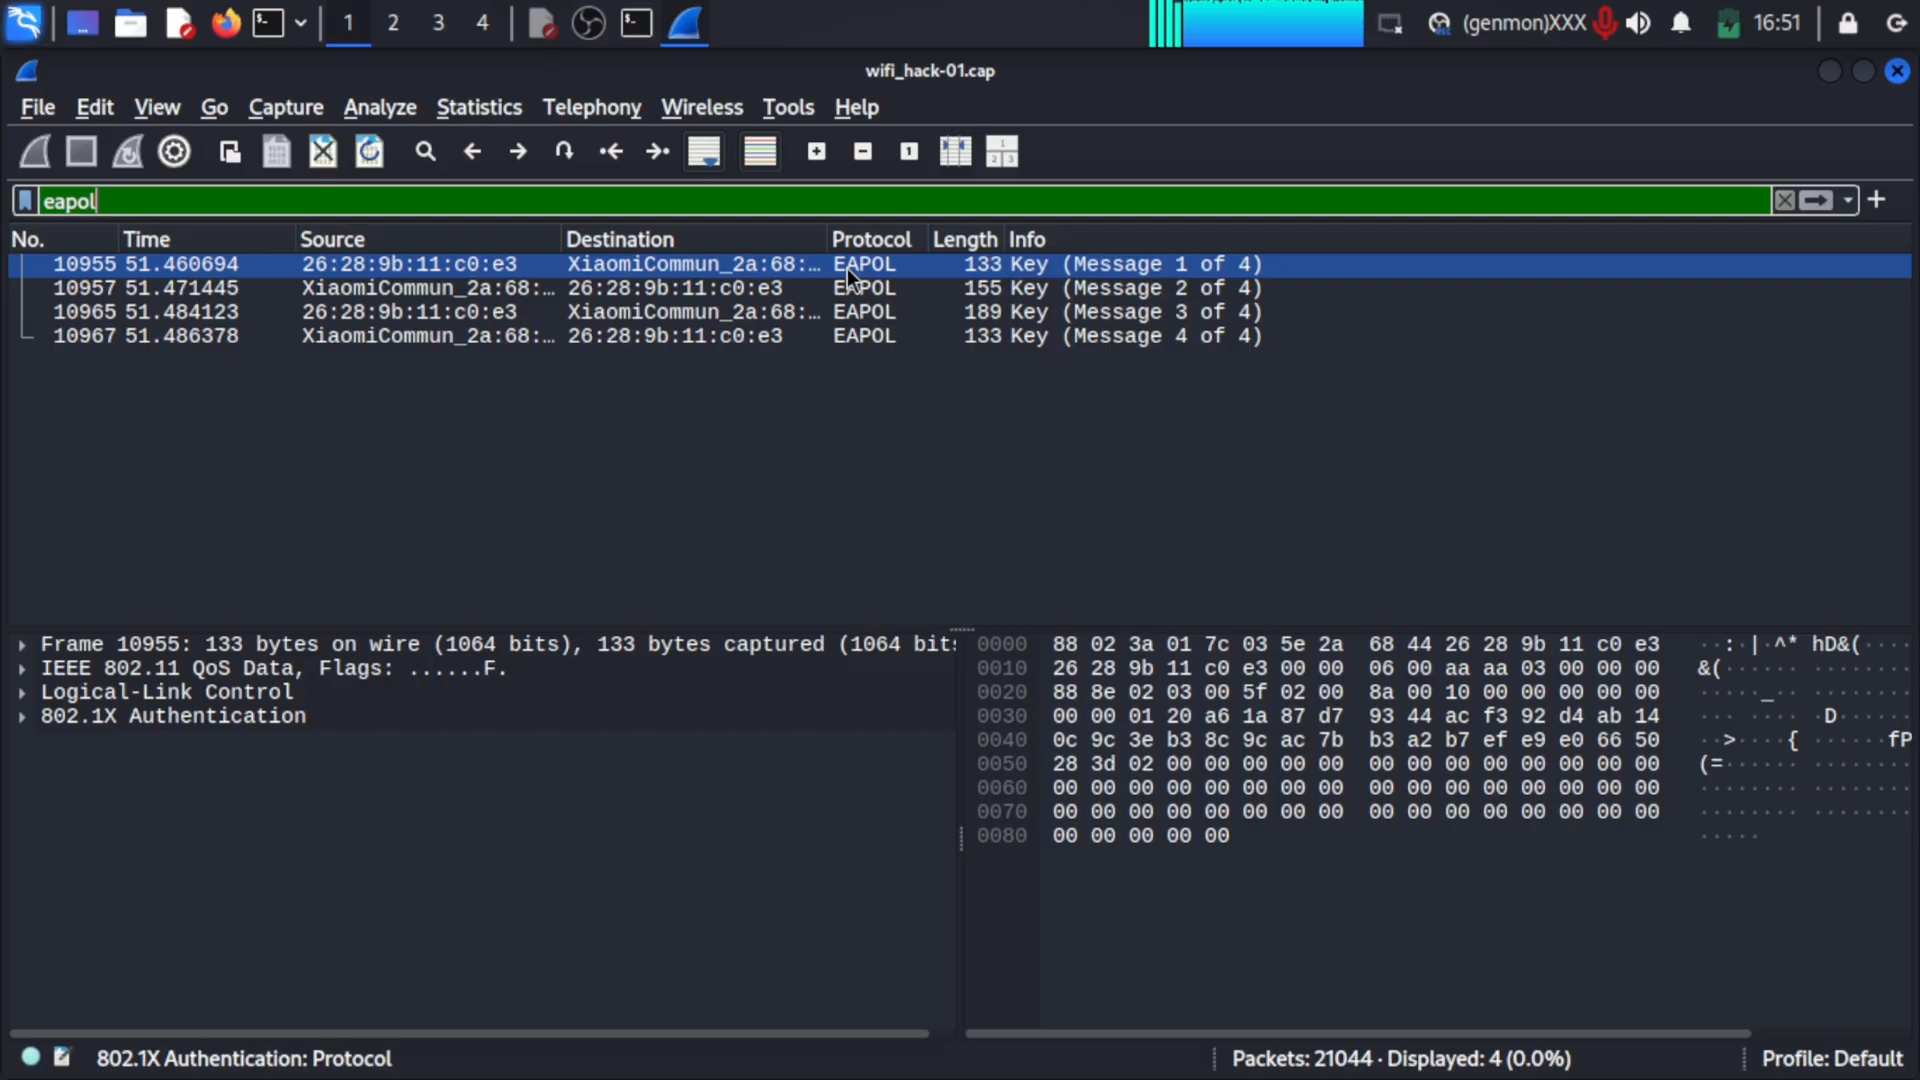 1 2 3 4 (genmon)XXX 16:51
wifi_hack-01.cap
File Edit View Go Capture Analyze Statistics Telephony Wireless Tools Help
eapol
No. Time Source Destination Protocol Length Info
10955 51.460694 26:28:9b:11:c0:e3 XiaomiCommun_2a:68:… EAPOL 133 Key (Message 1 of 4)
10957 51.471445 XiaomiCommun_2a:68:… 26:28:9b:11:c0:e3 EAPOL 155 Key (Message 2 of 4)
10965 51.484123 26:28:9b:11:c0:e3 XiaomiCommun_2a:68:… EAPOL 189 Key (Message 3 of 4)
10967 51.486378 XiaomiCommun_2a:68:… 26:28:9b:11:c0:e3 EAPOL 133 Key (Message 4 of 4)
Frame 10955: 133 bytes on wire (1064 bits), 133 bytes captured (1064 bits
IEEE 802.11 QoS Data, Flags: ......F.
Logical-Link Control
802.1X Authentication
0000 88 02 3a 01 7c 03 5e 2a 68 44 26 28 9b 11 c0 e3 ··:·|·^* hD&(····
0010 26 28 9b 11 c0 e3 00 00 06 00 aa aa 03 00 00 00 &(······ ········
0020 88 8e 02 03 00 5f 02 00 8a 00 10 00 00 00 00 00 ·····_·· ········
0030 00 00 01 20 a6 1a 87 d7 93 44 ac f3 92 d4 ab 14 ··· ···· ·D······
0040 0c 9c 3e b3 8c 9c ac 7b b3 a2 b7 ef e9 e0 66 50 ··>····{ ······fP
0050 28 3d 02 00 00 00 00 00 00 00 00 00 00 00 00 00 (=······ ········
0060 00 00 00 00 00 00 00 00 00 00 00 00 00 00 00 00 ········ ········
0070 00 00 00 00 00 00 00 00 00 00 00 00 00 00 00 00 ········ ········
0080 00 00 00 00 00 ·····
802.1X Authentication: Protocol Packets: 21044 · Displayed: 4 (0.0%) Profile: Default